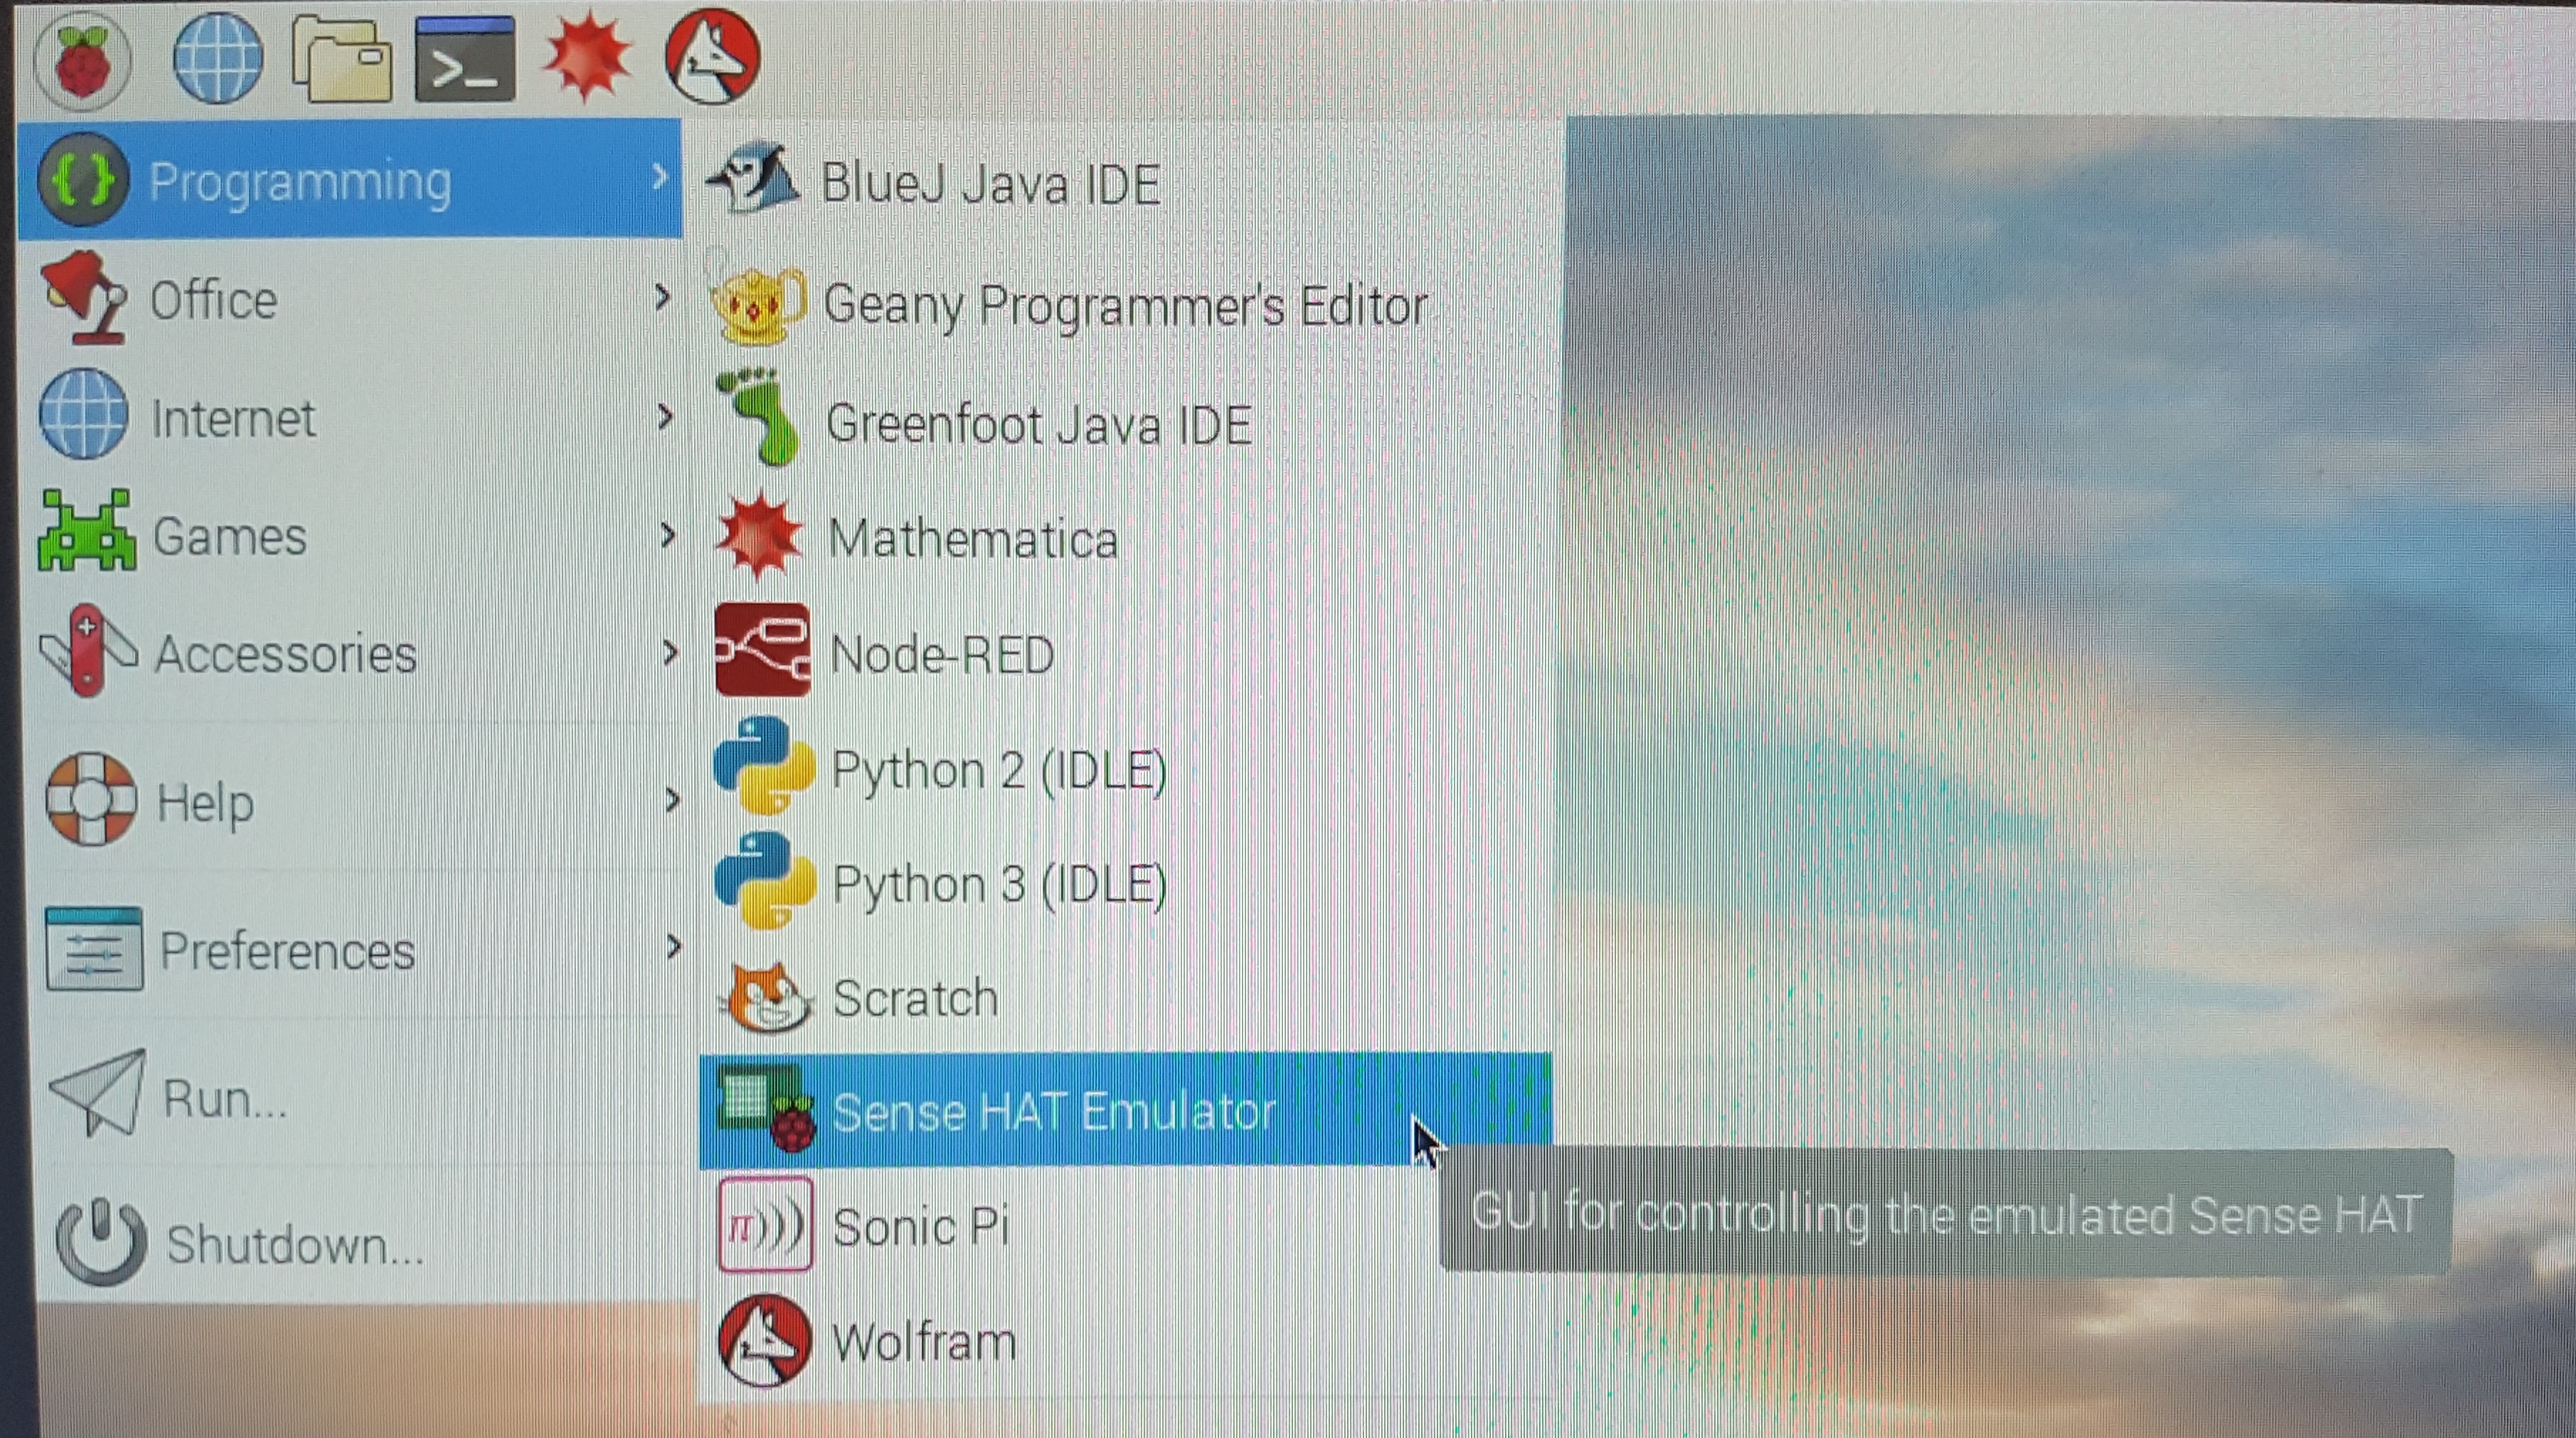 Programming
Office
Internet
Games
Accessories
Help
Preferences
Run...
Shutdown...
BlueJ Java IDE
Geany Programmer's Editor
Greenfoot Java IDE
Mathematica
Node-RED
Python 2 (IDLE)
Python 3 (IDLE)
Scratch
Sense HAT Emulator
Sonic Pi
Wolfram
GUI for controlling the emulated Sense HAT